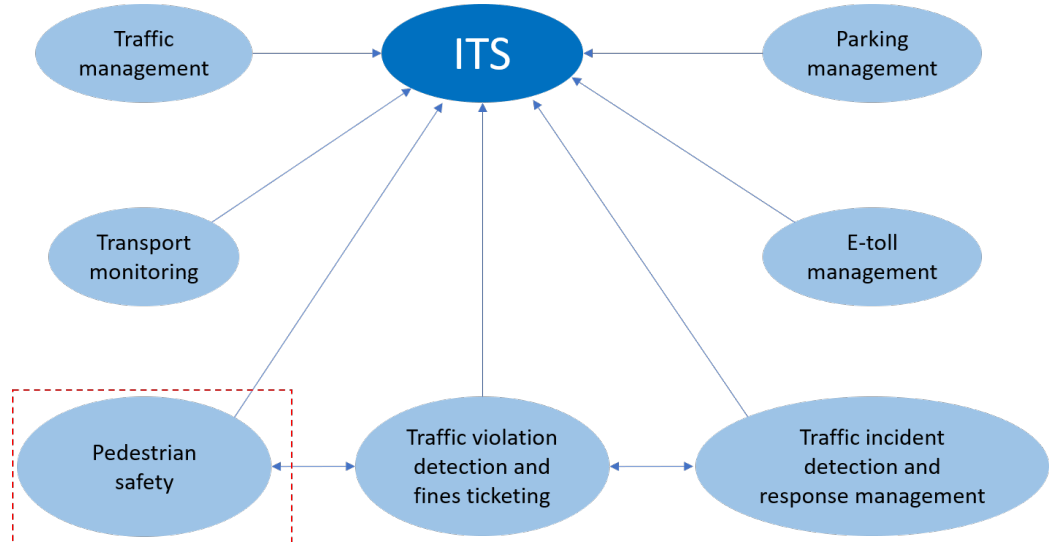 Traffic
management
ITS
Parking
management
Transport
monitoring
E-toll
management
Pedestrian
safety
Traffic violation
detection and
fines ticketing
Traffic incident
detection and
response management